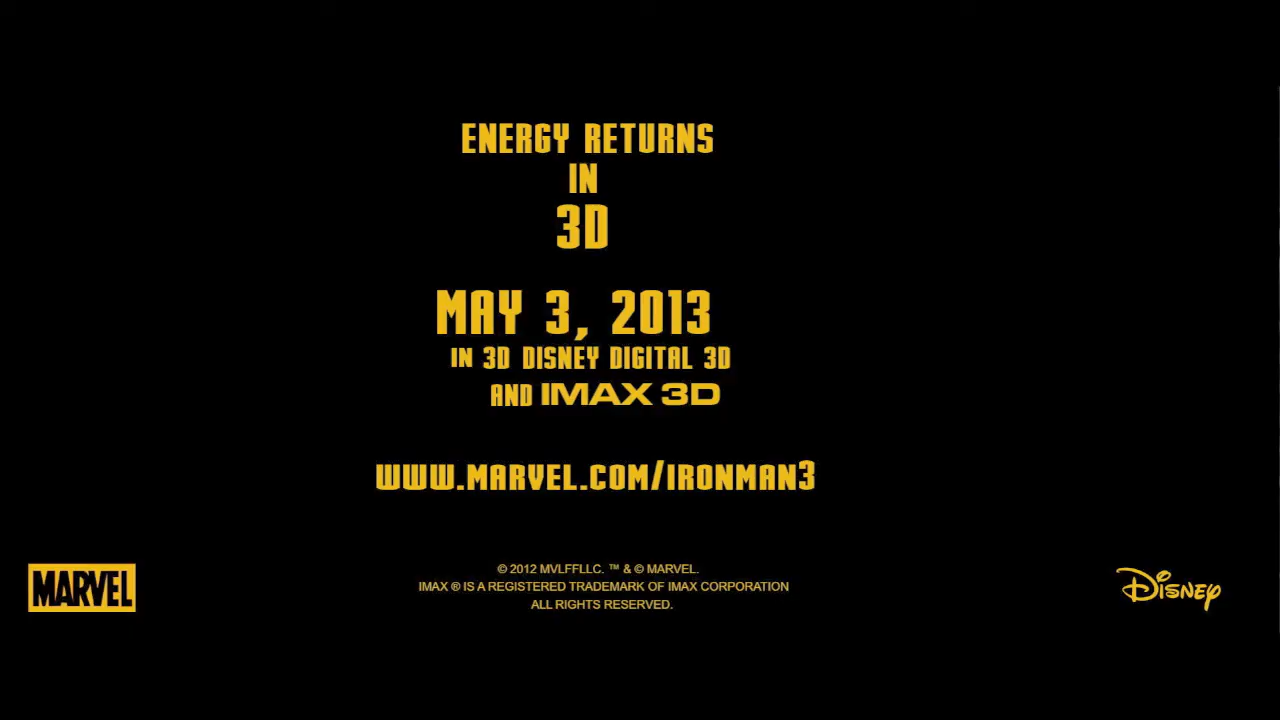 ENERGY RETURNS
IN
3D
MAY 3, 2013
IN 3D DISNEY DIGITAL 3D
AND IMAX 3D
WWW.MARVEL.COM/IRONMAN3
MARVEL
© 2012 MVLFFLLC. ™ & © MARVEL.
IMAX ® IS A REGISTERED TRADEMARK OF IMAX CORPORATION
ALL RIGHTS RESERVED.
DISNEY